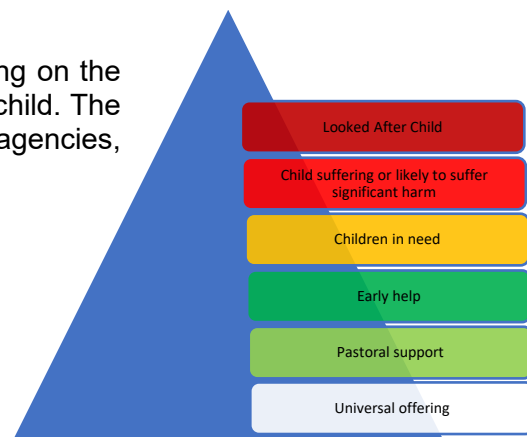 ng on the
child. The
agencies,
Looked After Child
Child suffering or likely to suffer
significant harm
Children in need
Early help
Pastoral support
Universal offering